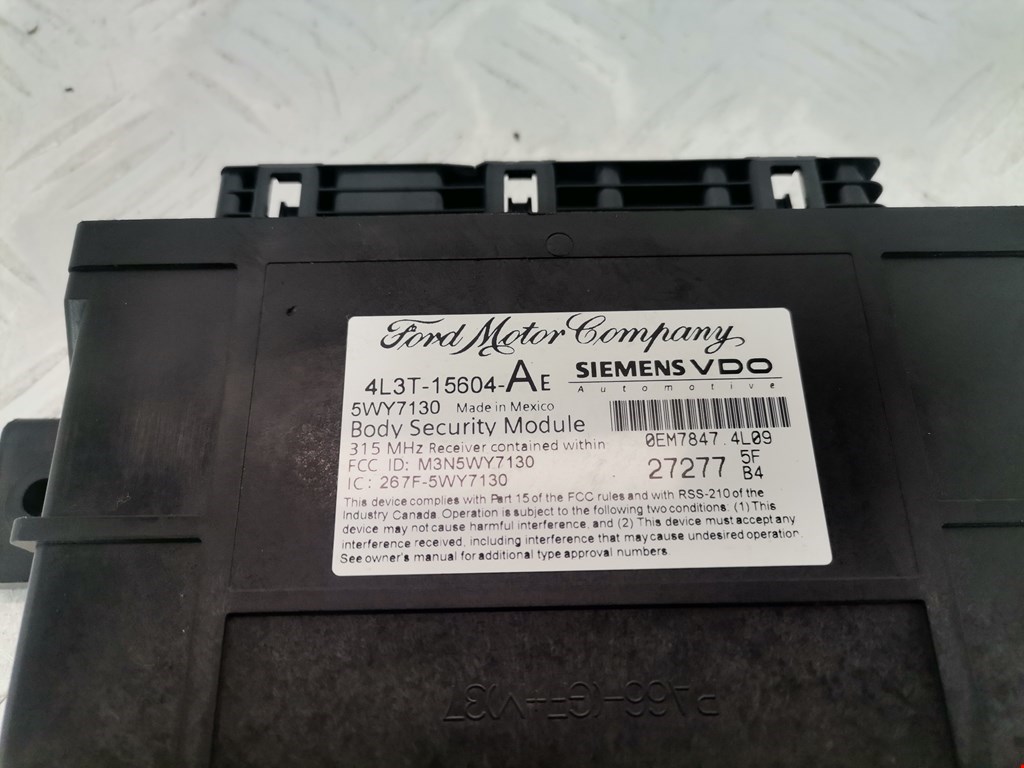 Ford Motor Company
4L3T-15604-AE
SIEMENS VDO
Automotive
5WY7130 Made in Mexico
Body Security Module
315 MHz Receiver contained within:
FCC ID: M3N5WY7130
IC: 267F-5WY7130
0EM7847.4L09
27277 5F
B4
This device complies with Part 15 of the FCC rules and with RSS-210 of the
Industry Canada. Operation is subject to the following two conditions: (1) This
device may not cause harmful interference, and (2) This device must accept any
interference received, including interference that may cause undesired operation.
See owner's manual for additional type approval numbers.